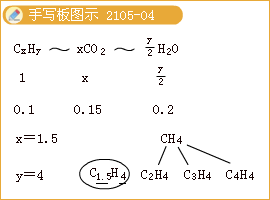 手写板图示 2105-04
CxHy ～ xCO2 ～ y/2 H2O
1 x y/2
0.1 0.15 0.2
x=1.5 CH4
y=4 C1.5H4 C2H4 C3H4 C4H4